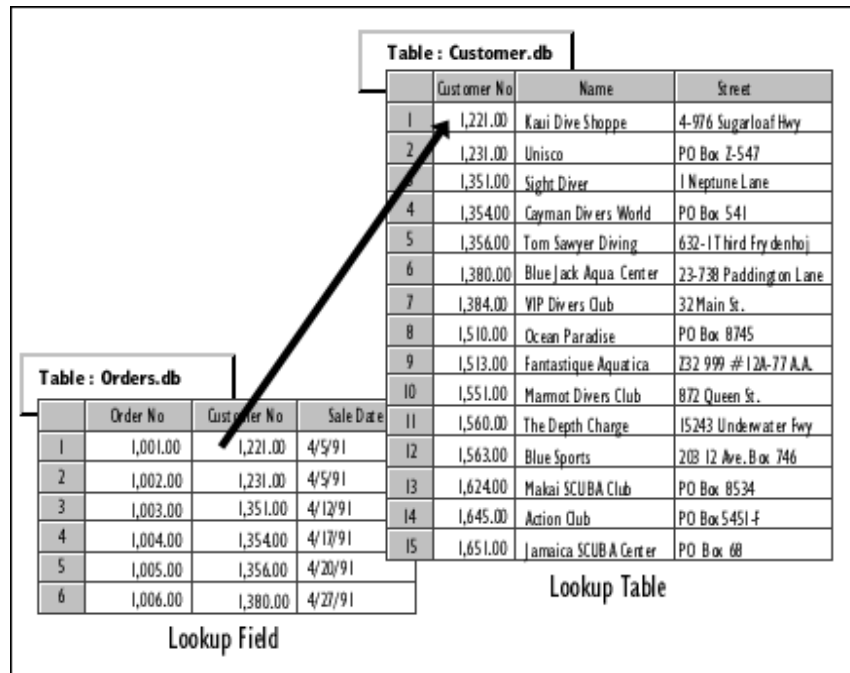 Table : Customer.db
Customer No Name Street
1 1,221.00 Kaui Dive Shoppe 4-976 Sugarloaf Hwy
2 1,231.00 Unisco PO Box Z-547
3 1,351.00 Sight Diver 1 Neptune Lane
4 1,354.00 Cayman Divers World PO Box 541
5 1,356.00 Tom Sawyer Diving 632-1 Third Frydenhoj
6 1,380.00 Blue Jack Aqua Center 23-738 Paddington Lane
7 1,384.00 VIP Divers Club 32 Main St.
8 1,510.00 Ocean Paradise PO Box 8745
9 1,513.00 Fantastique Aquatica Z32 999 #12A-77 A.A.
10 1,551.00 Marmot Divers Club 872 Queen St.
11 1,560.00 The Depth Charge 15243 Underwater Fwy
12 1,563.00 Blue Sports 203 12 Ave. Box 746
13 1,624.00 Makai SCUBA Club PO Box 8534
14 1,645.00 Action Club PO Box 5451-F
15 1,651.00 Jamaica SCUBA Center PO Box 68
Lookup Table
Table : Orders.db
Order No Customer No Sale Date
1 1,001.00 1,221.00 4/5/91
2 1,002.00 1,231.00 4/5/91
3 1,003.00 1,351.00 4/12/91
4 1,004.00 1,354.00 4/17/91
5 1,005.00 1,356.00 4/20/91
6 1,006.00 1,380.00 4/27/91
Lookup Field